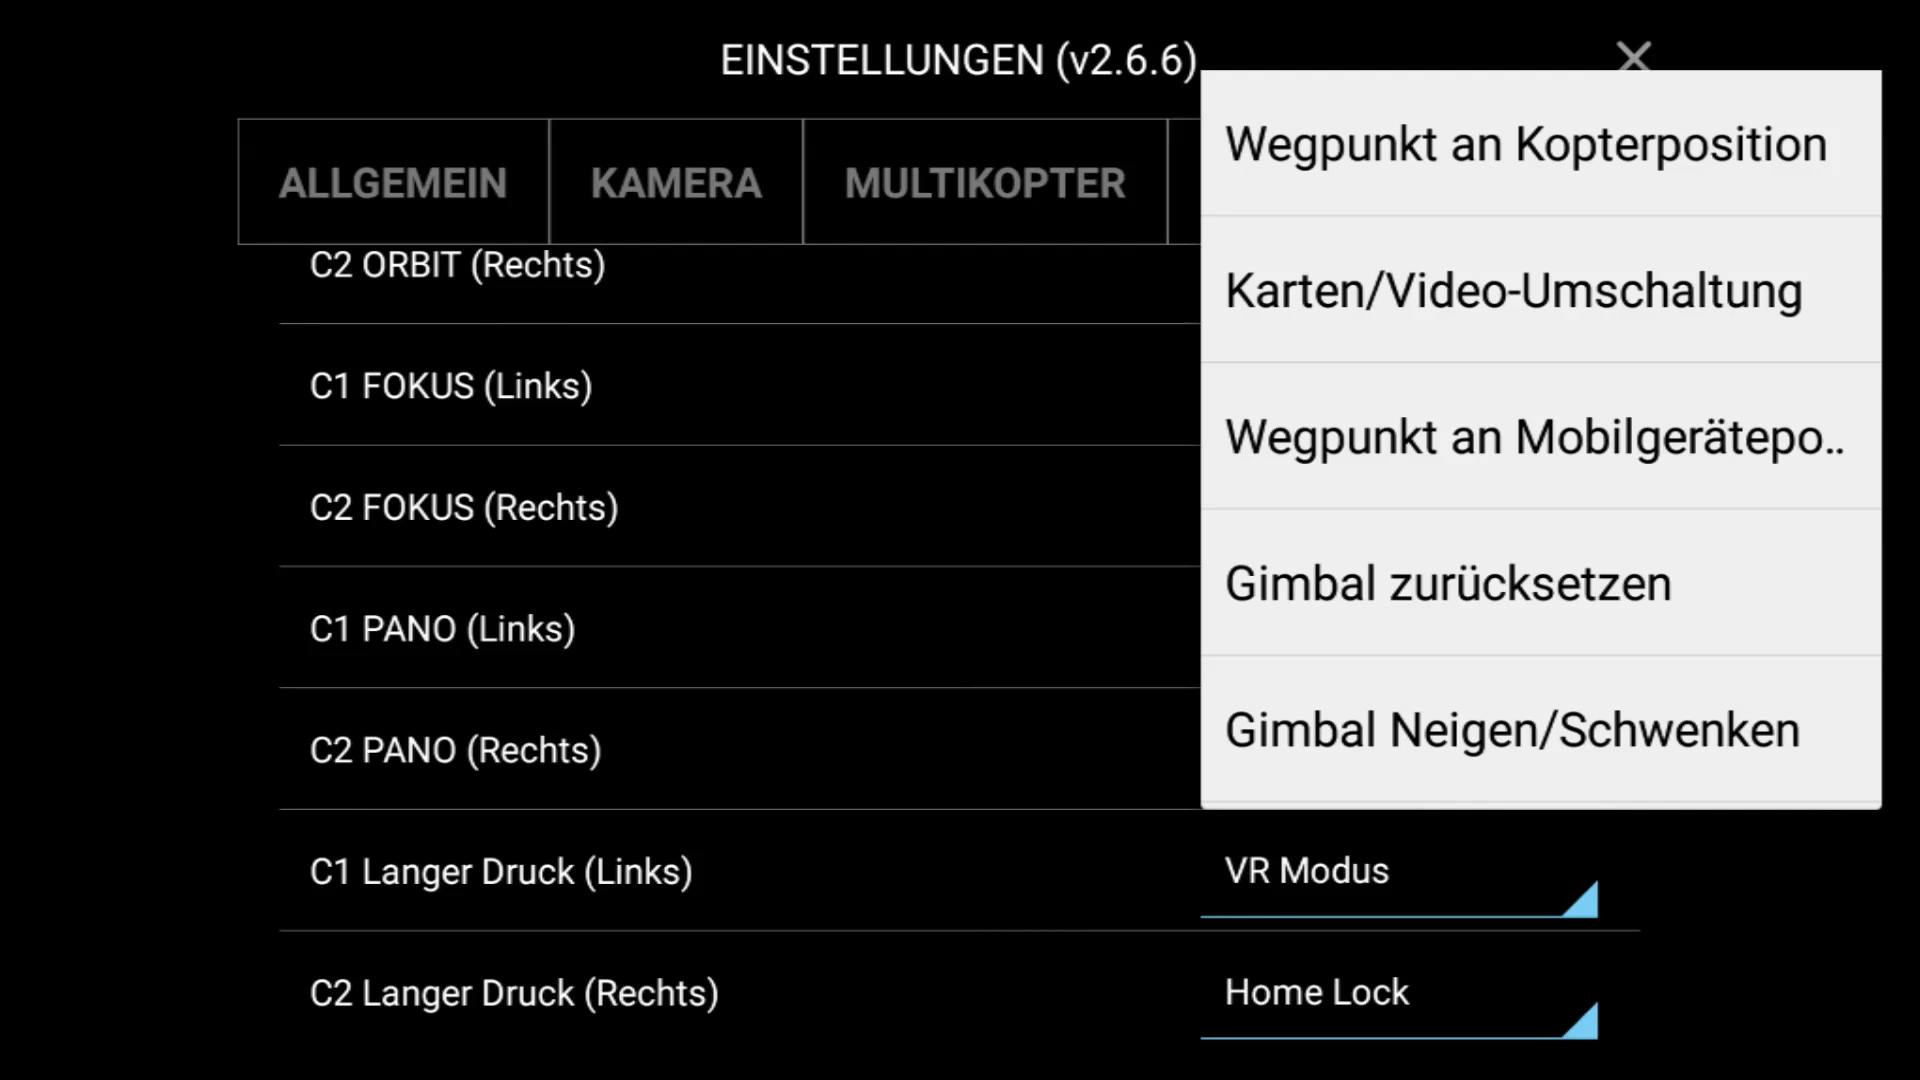 EINSTELLUNGEN (v2.6.6)
ALLGEMEIN
KAMERA
MULTIKOPTER
C2 ORBIT (Rechts)
C1 FOKUS (Links)
C2 FOKUS (Rechts)
C1 PANO (Links)
C2 PANO (Rechts)
C1 Langer Druck (Links)
VR Modus
C2 Langer Druck (Rechts)
Home Lock
Wegpunkt an Kopterposition
Karten/Video-Umschaltung
Wegpunkt an Mobilgerätepo..
Gimbal zurücksetzen
Gimbal Neigen/Schwenken